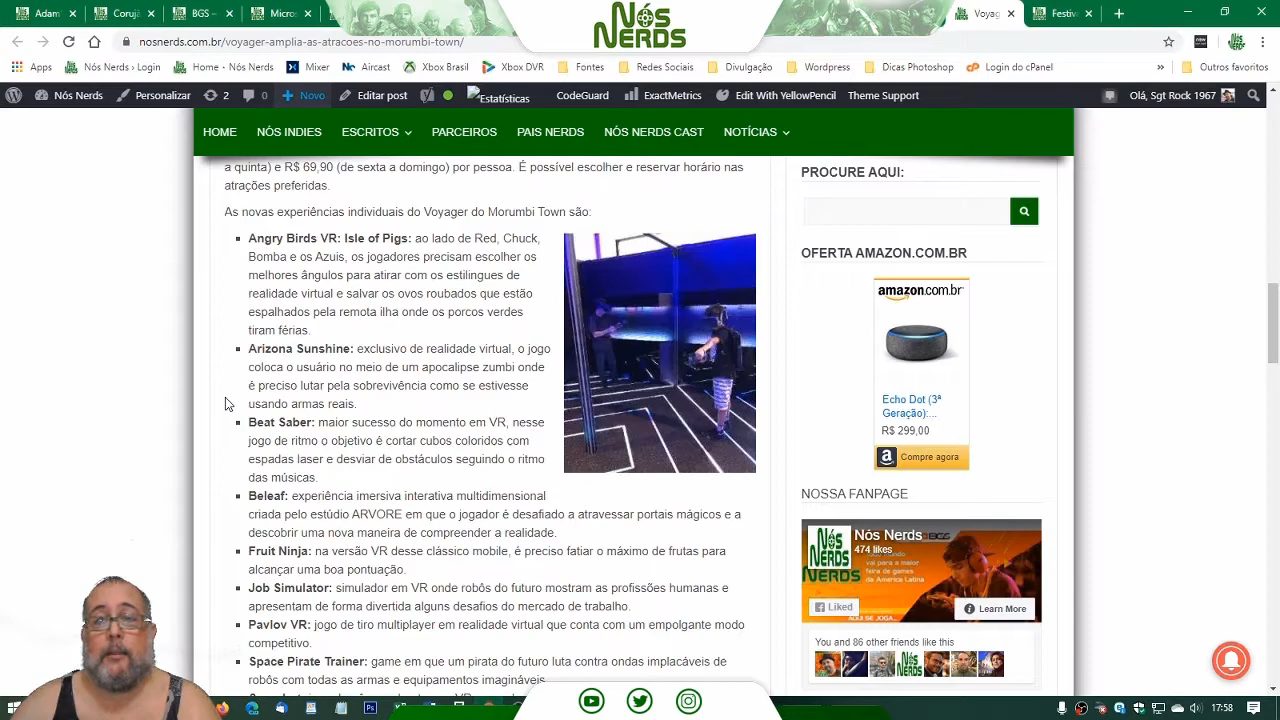 Ama
Coruja
BGS –
Inicro
Nós
NERDS
Voyag
Feed
nosnerds.com.br/voyager-amplia-as-atracoes-no-morumbi-town/
Apps
Nós Nerds › Login
Home - Nós Nerds
Mixer
Aircast
Xbox Brasil
Xbox DVR
Fontes
Redes Sociais
Divulgação
Wordpress
Dicas Photoshop
Login do cPanel
»
Outros favoritos
Nós Nerds
Personalizar
2
0
Novo
Editar post
Estatísticas
CodeGuard
ExactMetrics
Edit With YellowPencil
Theme Support
Olá, Sgt Rock 1967
HOME
NÓS INDIES
ESCRITOS
PARCEIROS
PAIS NERDS
NÓS NERDS CAST
NOTÍCIAS
a quinta) e R$ 69,90 (de sexta a domingo) por pessoa. É possível escolher e reservar horário nas
atrações preferidas.
As novas experiências individuais do Voyager do Morumbi Town são:
Angry Birds VR: Isle of Pigs: ao lado de Red, Chuck,
Bomba e os Azuis, os jogadores precisam escolher os
melhores ângulos para atirar com os estilingues de
realidade virtual e salvar os ovos roubados que estão
espalhados pela remota ilha onde os porcos verdes
tiram férias.
Arizona Sunshine: exclusivo de realidade virtual, o jogo
coloca o usuário no meio de um apocalipse zumbi onde
é preciso lutar pela sobrevivência como se estivesse
usando armas reais.
Beat Saber: maior sucesso do momento em VR, nesse
jogo de ritmo o objetivo é cortar cubos coloridos com
espadas laser e desviar de obstáculos seguindo o ritmo
das músicas.
Beleaf: experiência imersiva interativa multidimensional
criada pelo estúdio ARVORE em que o jogador é desafiado a atravessar portais mágicos e a
descobrir uma nova maneira de compreender a realidade.
Fruit Ninja: na versão VR desse clássico mobile, é preciso fatiar o máximo de frutas para
alcançar uma boa pontuação.
Job Simulator: simulador em VR onde robôs do futuro mostram as profissões humanas e
apresentam de forma divertida alguns desafios do mercado de trabalho.
Pavlov VR: jogo de tiro multiplayer em realidade virtual que conta com um empolgante modo
competitivo.
Space Pirate Trainer: game em que um pirata do futuro luta contra ondas implacáveis de
robôs com todas as armas e equipamentos imagináveis.
PROCURE AQUI:
OFERTA AMAZON.COM.BR
amazon.com.br
Echo Dot (3ª
Geração):...
R$ 299,00
Compre agora
NOSSA FANPAGE
Nós
NERDS
Nós Nerds
474 likes
vai para a maior
feira de games
da America Latina
AQUI SE JOGA...
Liked
Learn More
You and 86 other friends like this
17:58